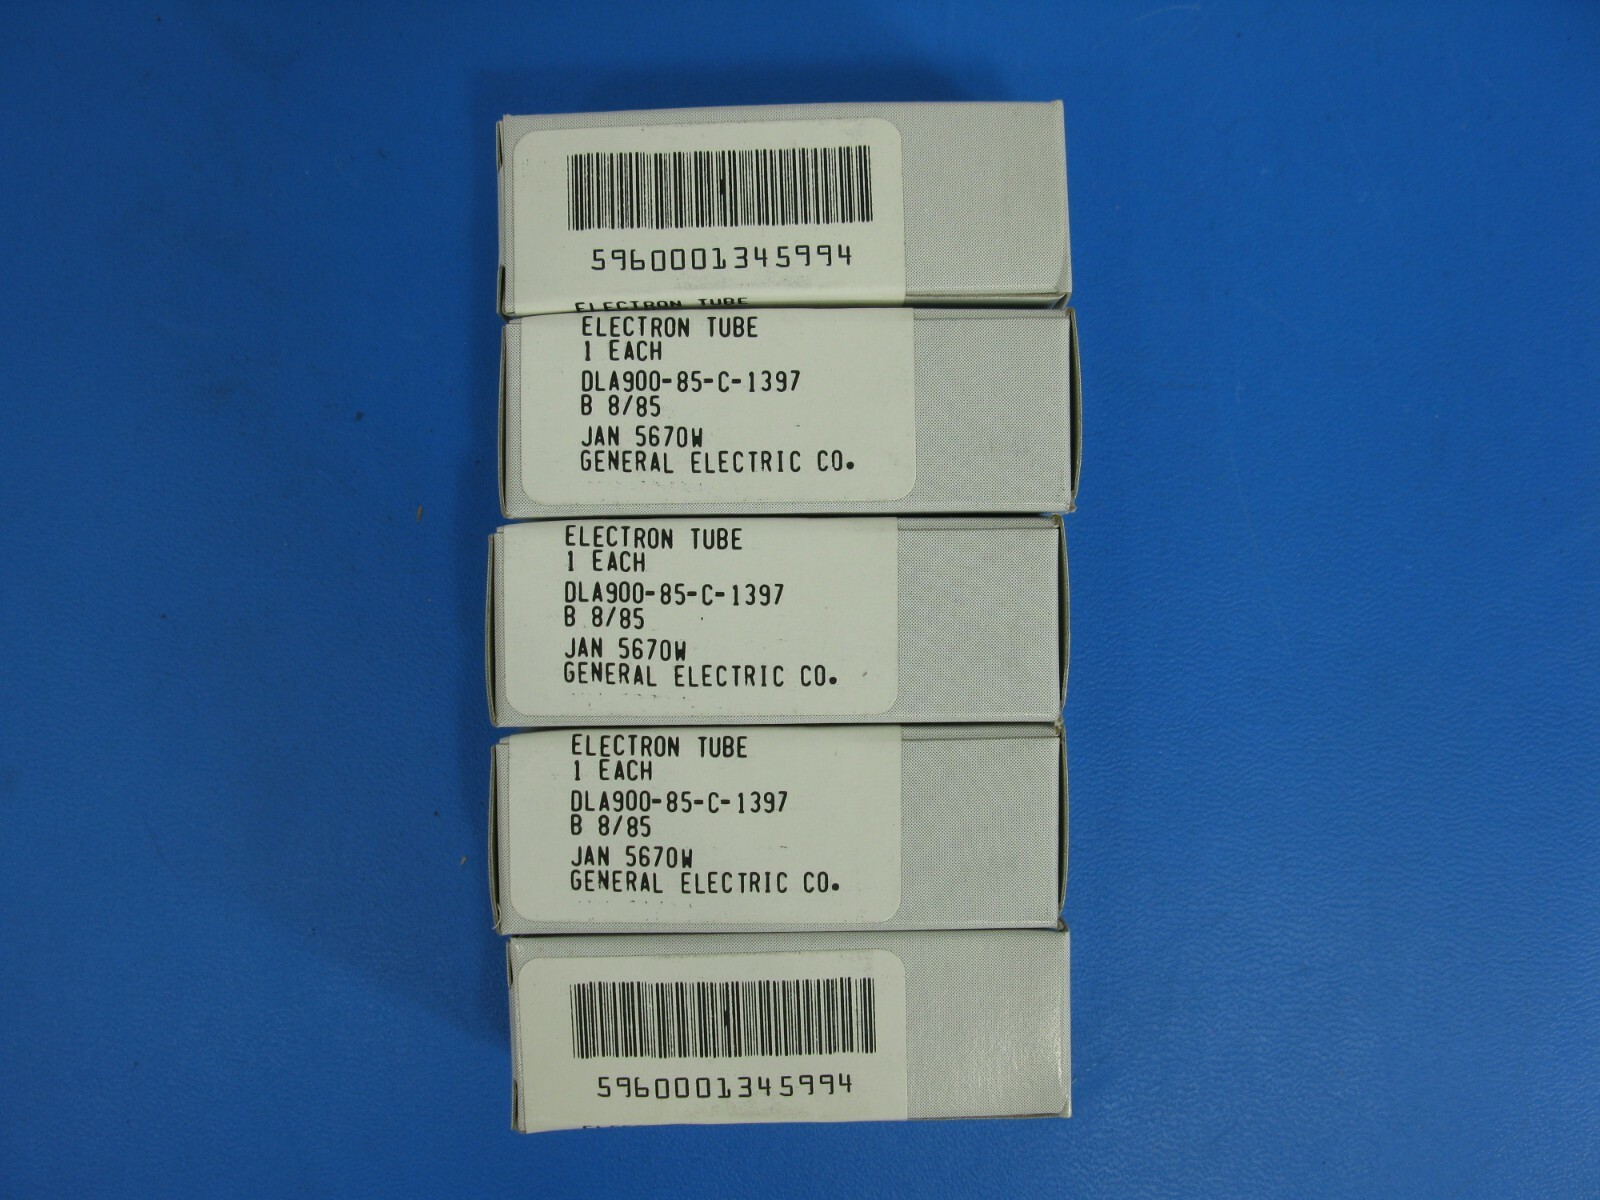 5960001345994
ELECTRON TUBE
ELECTRON TUBE
1 EACH
DLA900-85-C-1397
B 8/85
JAN 5670W
GENERAL ELECTRIC CO.
ELECTRON TUBE
1 EACH
DLA900-85-C-1397
B 8/85
JAN 5670W
GENERAL ELECTRIC CO.
ELECTRON TUBE
1 EACH
DLA900-85-C-1397
B 8/85
JAN 5670W
GENERAL ELECTRIC CO.
5960001345994